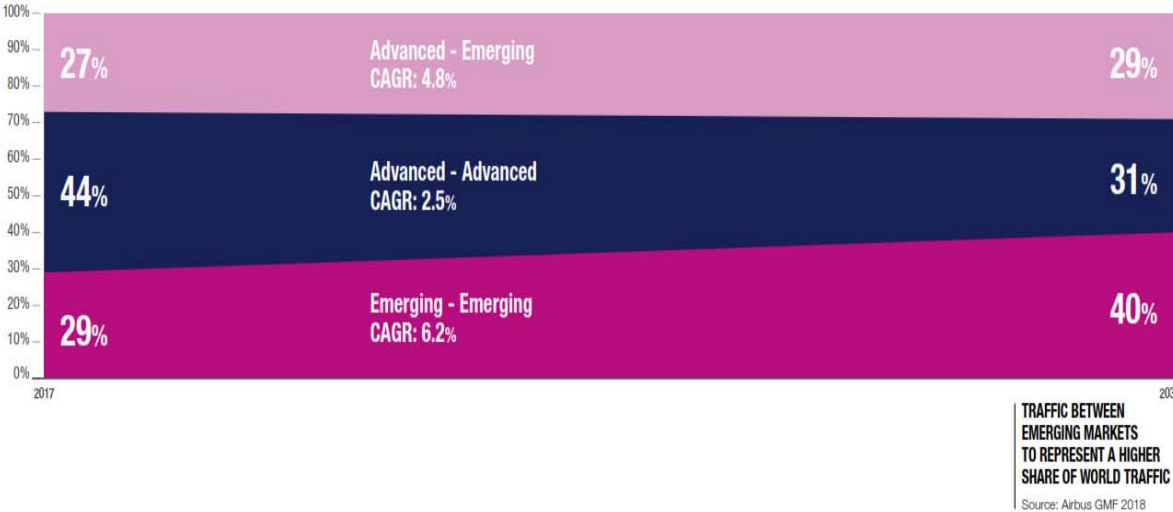 100%
90%
80%
70%
60%
50%
40%
30%
20%
10%
0%
27%
Advanced - Emerging
CAGR: 4.8%
29%
44%
Advanced - Advanced
CAGR: 2.5%
31%
29%
Emerging - Emerging
CAGR: 6.2%
40%
2017
203
TRAFFIC BETWEEN
EMERGING MARKETS
TO REPRESENT A HIGHER
SHARE OF WORLD TRAFFIC
Source: Airbus GMF 2018